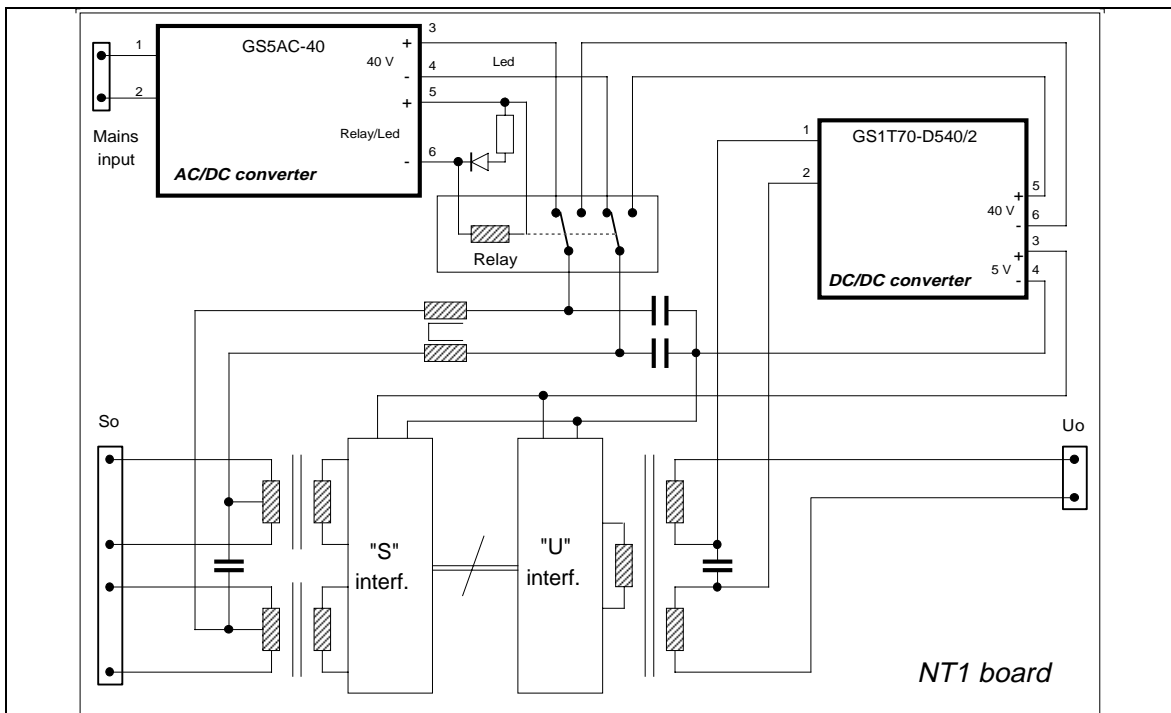 GS5AC-40
1
2
Mains
input
AC/DC converter
40 V
Relay/Led
+
-
+
-
3
4
5
6
Led
Relay
GS1T70-D540/2
1
2
DC/DC converter
40 V
5 V
+
-
+
-
5
6
3
4
So
Uo
"S"
interf.
"U"
interf.
NT1 board